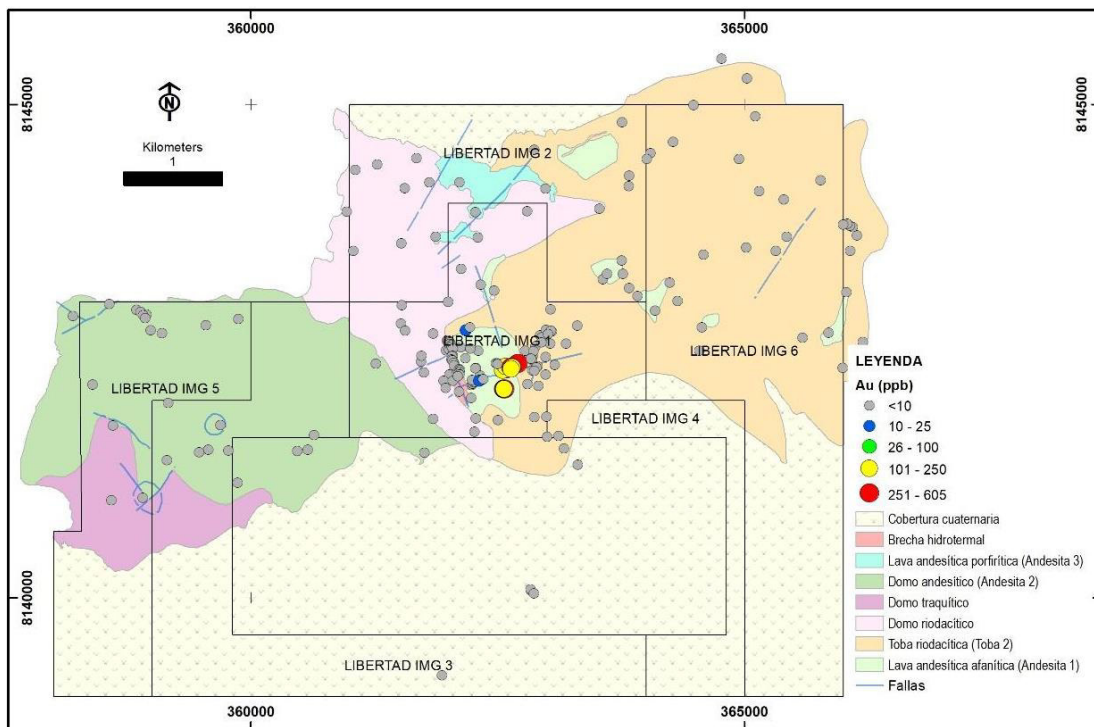 360000
365000
8145000
8145000
N
Kilometers
1
LIBERTAD IMG 2
LIBERTAD IMG 1
LIBERTAD IMG 6
LIBERTAD IMG 5
LIBERTAD IMG 4
LIBERTAD IMG 3
8140000
8140000
LEYENDA
Au (ppb)
<10
10 - 25
26 - 100
101 - 250
251 - 605
Cobertura cuaternaria
Brecha hidrotermal
Lava andesítica porfirítica (Andesita 3)
Domo andesítico (Andesita 2)
Domo traquítico
Domo riodacítico
Toba riodacítica (Toba 2)
Lava andesítica afanítica (Andesita 1)
Fallas
360000
365000